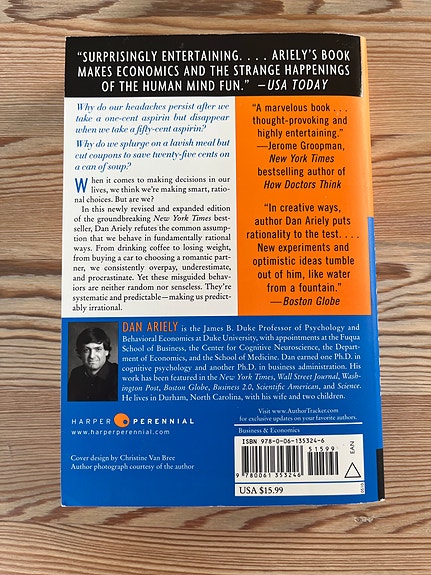 “SURPRISINGLY ENTERTAINING. . . . ARIELY’S BOOK
MAKES ECONOMICS AND THE STRANGE HAPPENINGS
OF THE HUMAN MIND FUN.” —USA TODAY
Why do our headaches persist after we
take a one-cent aspirin but disappear
when we take a fifty-cent aspirin?
Why do we splurge on a lavish meal but
cut coupons to save twenty-five cents on
a can of soup?
When it comes to making decisions in our
lives, we think we’re making smart, ratio-
nal choices. But are we?
In this newly revised and expanded edition
of the groundbreaking New York Times best-
seller, Dan Ariely refutes the common assumption
that we behave in fundamentally rational
ways. From drinking coffee to losing weight,
from buying a car to choosing a romantic part-
ner, we consistently overpay, underestimate,
and procrastinate. Yet these misguided behav-
iors are neither random nor senseless. They’re
systematic and predictable—making us predict-
ably irrational.
“A marvelous book . . .
thought-provoking and
highly entertaining.”
—Jerome Groopman,
New York Times
bestselling author of
How Doctors Think
“In creative ways,
author Dan Ariely puts
rationality to the test. . . .
New experiments and
optimistic ideas tumble
out of him, like water
from a fountain.”
—Boston Globe
DAN ARIELY is the James B. Duke Professor of Psychology and
Behavioral Economics at Duke University, with appointments at the Fuqua
School of Business, the Center for Cognitive Neuroscience, the Depart-
ment of Economics, and the School of Medicine. Dan earned one Ph.D. in
cognitive psychology and another Ph.D. in business administration. His
work has been featured in the New York Times, Wall Street Journal, Wash-
ington Post, Boston Globe, Business 2.0, Scientific American, and Science.
He lives in Durham, North Carolina, with his wife and two children.
HARPER PERENNIAL
www.harperperennial.com
Visit www.AuthorTracker.com
for exclusive updates on your favorite authors.
Business & Economics
Cover design by Christine Van Bree
Author photograph courtesy of the author
ISBN 978-0-06-135324-6
51599
9 780061 353246
EAN
USA $15.99